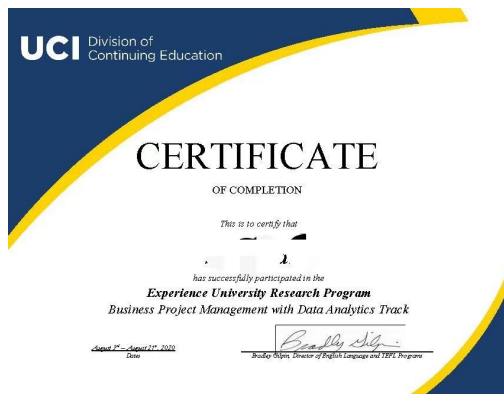 UCI Division of
Continuing Education
CERTIFICATE
OF COMPLETION
This is to certify that
has successfully participated in the
Experience University Research Program
Business Project Management with Data Analytics Track
August 3rd – August 21st, 2020
Dates
Bradley Gilpin
Bradley Gilpin, Director of English Language and TEFL Programs